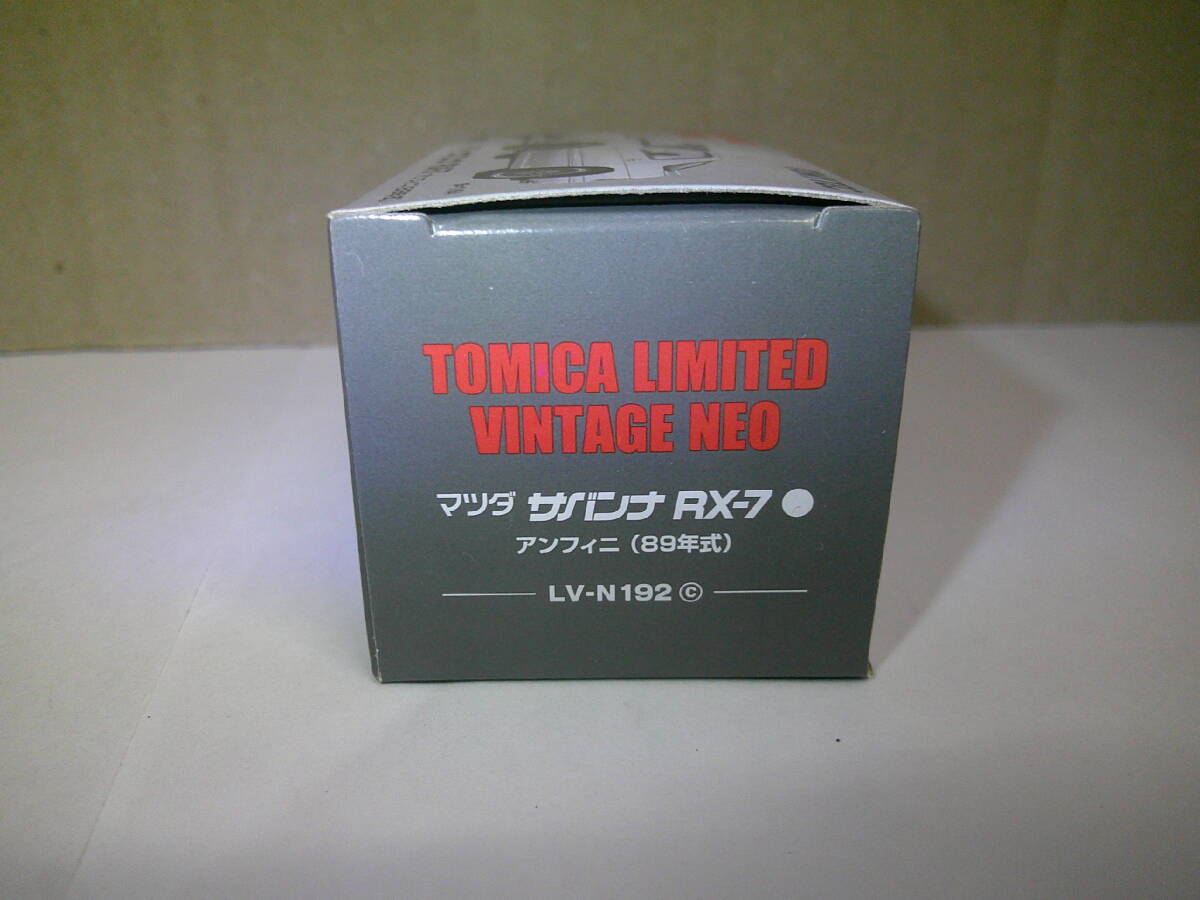 TOMICA LIMITED
VINTAGE NEO
マツダ サバンナ RX-7
アンフィニ（89年式）
LV-N192 ⓒ